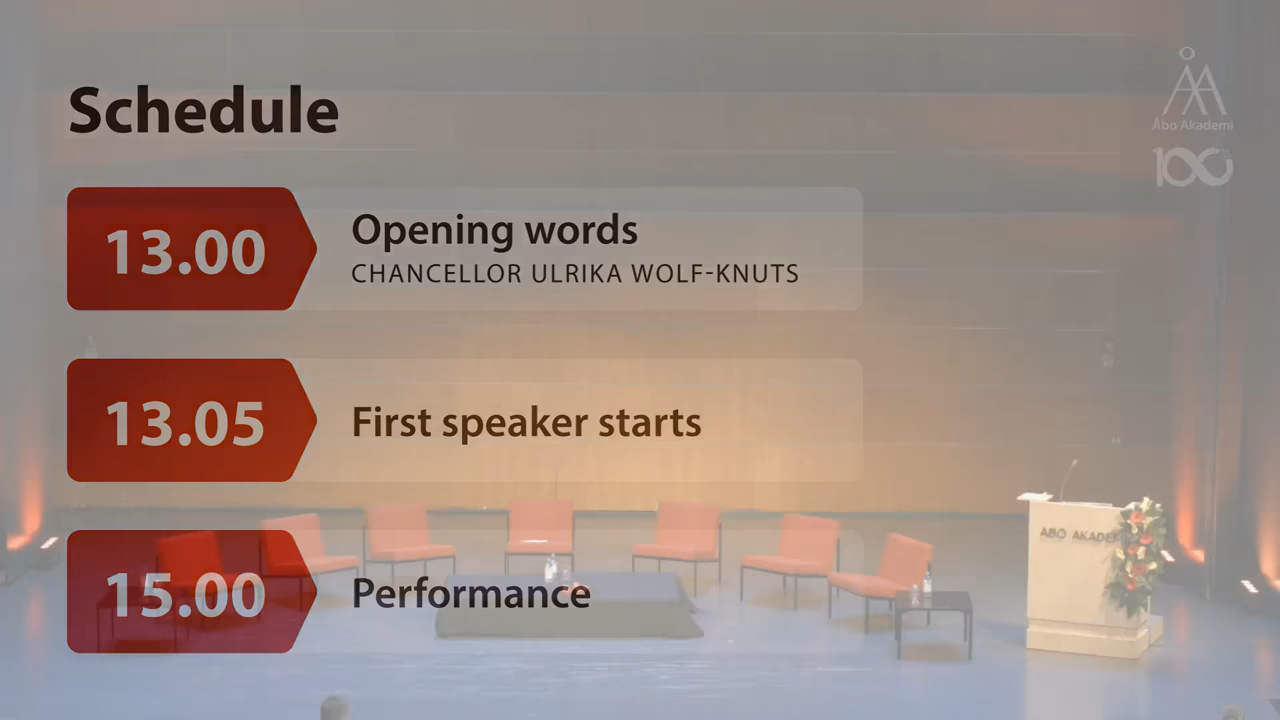 Schedule
Åbo Akademi
100
13.00
Opening words
CHANCELLOR ULRIKA WOLF-KNUTS
13.05
First speaker starts
15.00
Performance
ÅBO AKADEMI